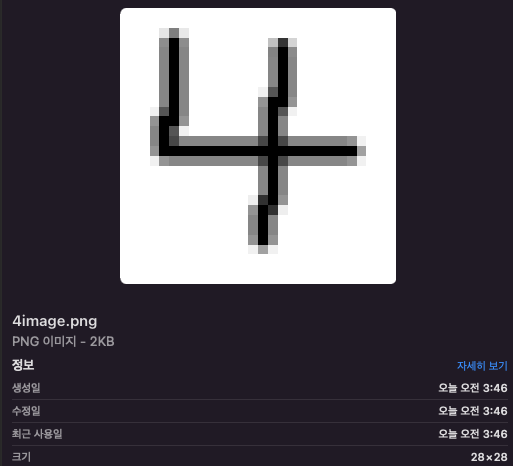 4
4image.png
PNG 이미지 - 2KB
정보 자세히 보기
생성일 오늘 오전 3:46
수정일 오늘 오전 3:46
최근 사용일 오늘 오전 3:46
크기 28×28